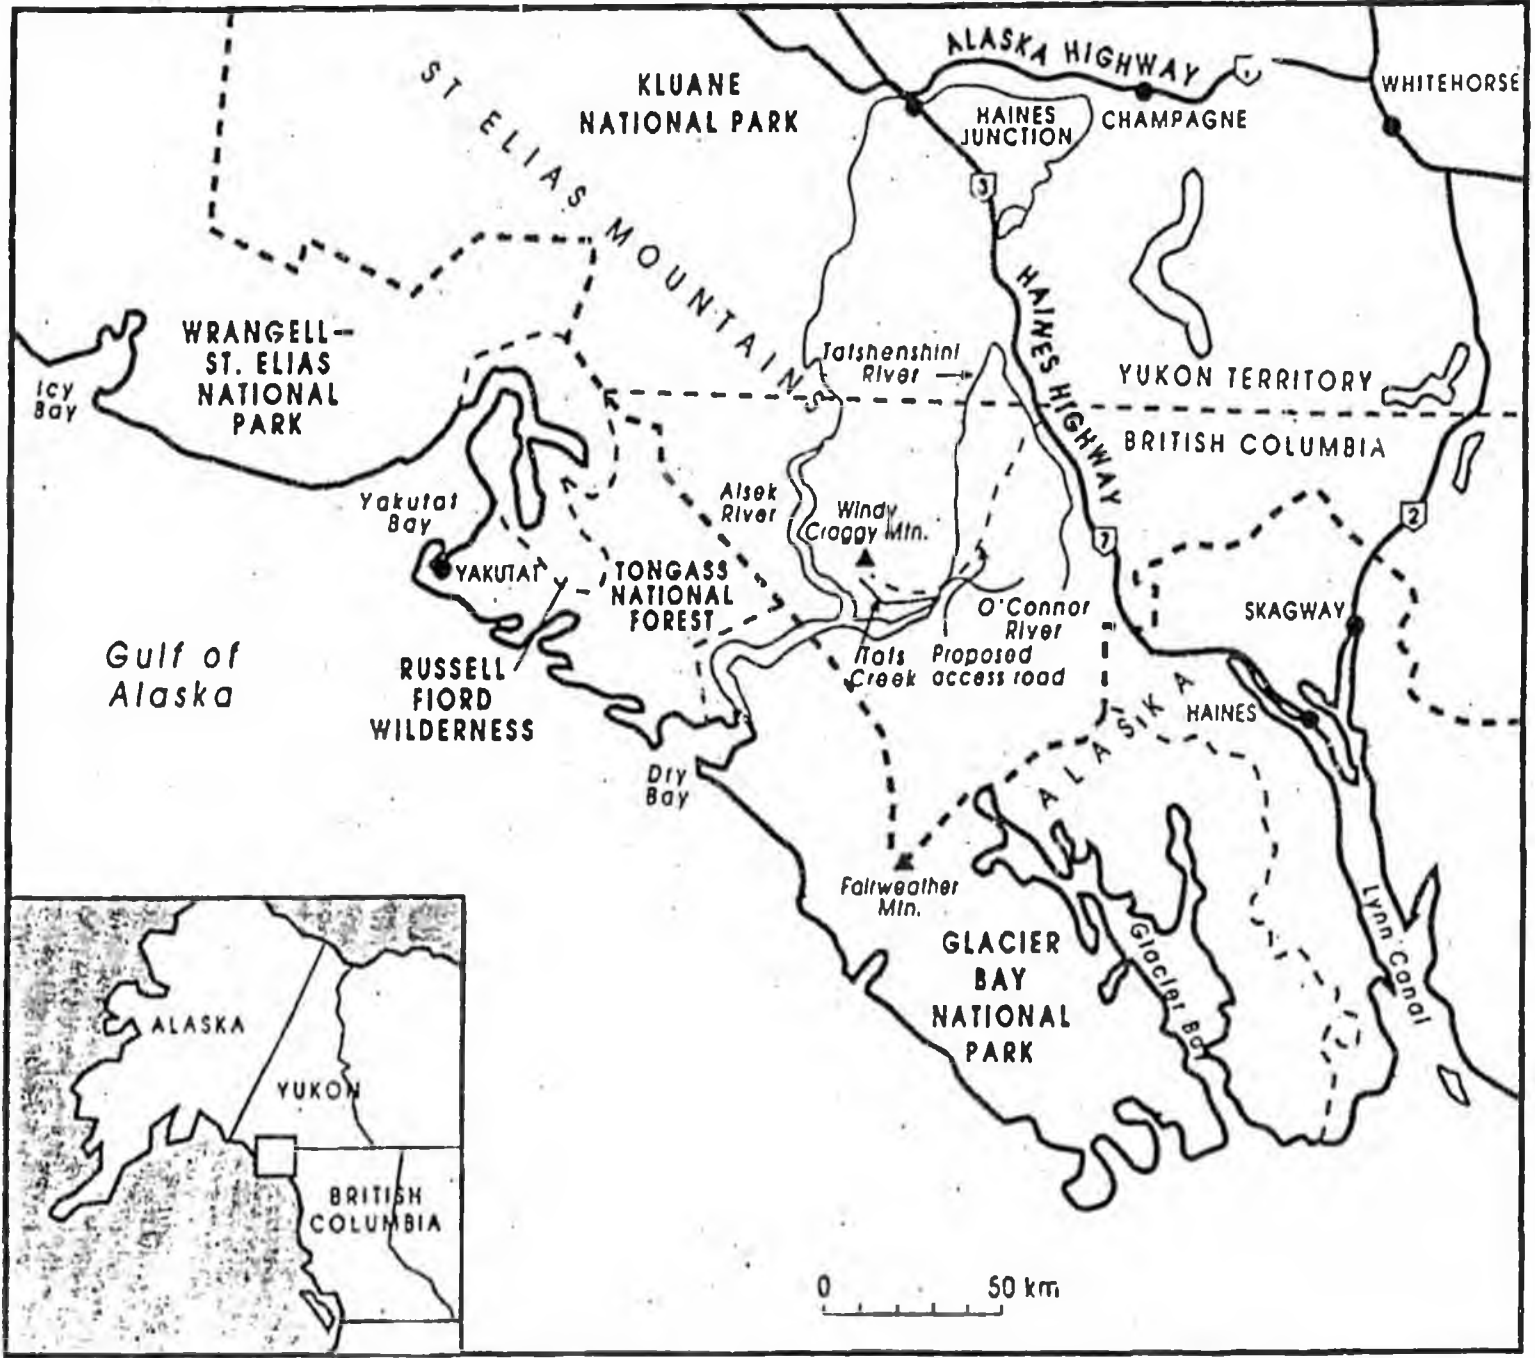 ALASKA HIGHWAY
1
KLUANE
NATIONAL PARK
HAINES
JUNCTION
CHAMPAGNE
WHITEHORSE
ST ELIAS MOUNTAINS
3
HAINES HIGHWAY
WRANGELL–
ST. ELIAS
NATIONAL
PARK
Icy
Bay
Tatshenshini
River
YUKON TERRITORY
BRITISH COLUMBIA
Yakutat
Bay
Alsek
River
Windy
Craggy Mtn.
7
2
YAKUTAT
TONGASS
NATIONAL
FOREST
O'Connor
River
SKAGWAY
Gulf of
Alaska
RUSSELL
FIORD
WILDERNESS
Tats
Creek
Proposed
access road
HAINES
ALASKA
Dry
Bay
Fairweather
Mtn.
GLACIER
BAY
NATIONAL
PARK
Glacier Ba
Lynn Canal
ALASKA
YUKON
BRITISH
COLUMBIA
0 50 km